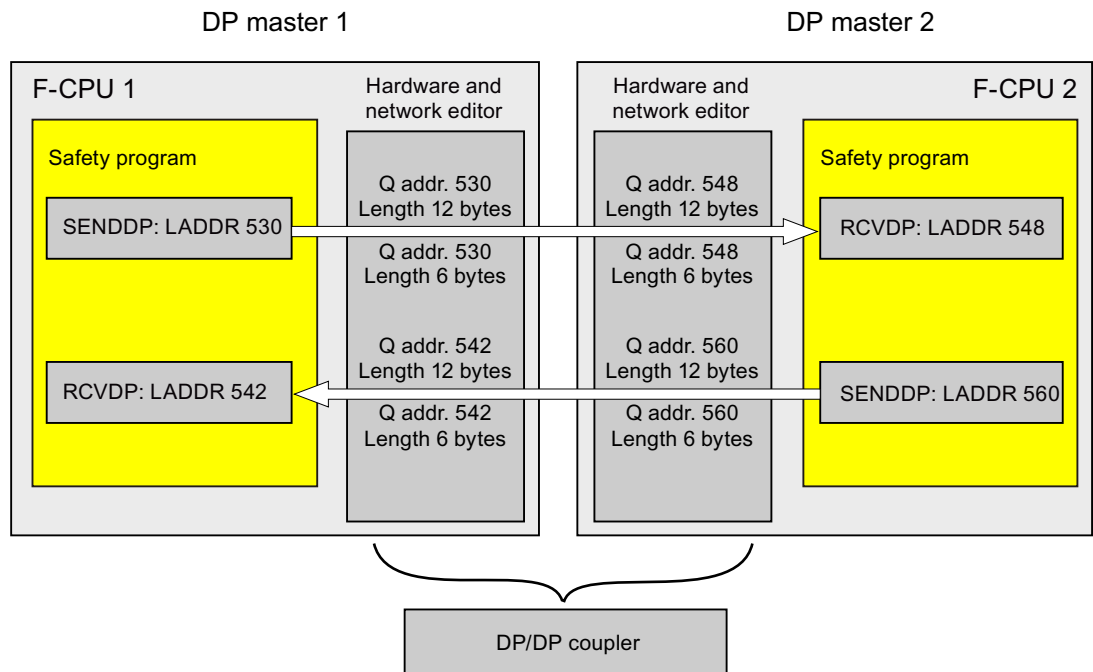 DP master 1
DP master 2
F-CPU 1
Hardware and
network editor
Safety program
SENDDP: LADDR 530
RCVDP: LADDR 542
Q addr. 530
Length 12 bytes
Q addr. 530
Length 6 bytes
Q addr. 542
Length 12 bytes
Q addr. 542
Length 6 bytes
Hardware and
network editor
F-CPU 2
Q addr. 548
Length 12 bytes
Q addr. 548
Length 6 bytes
Q addr. 560
Length 12 bytes
Q addr. 560
Length 6 bytes
Safety program
RCVDP: LADDR 548
SENDDP: LADDR 560
DP/DP coupler